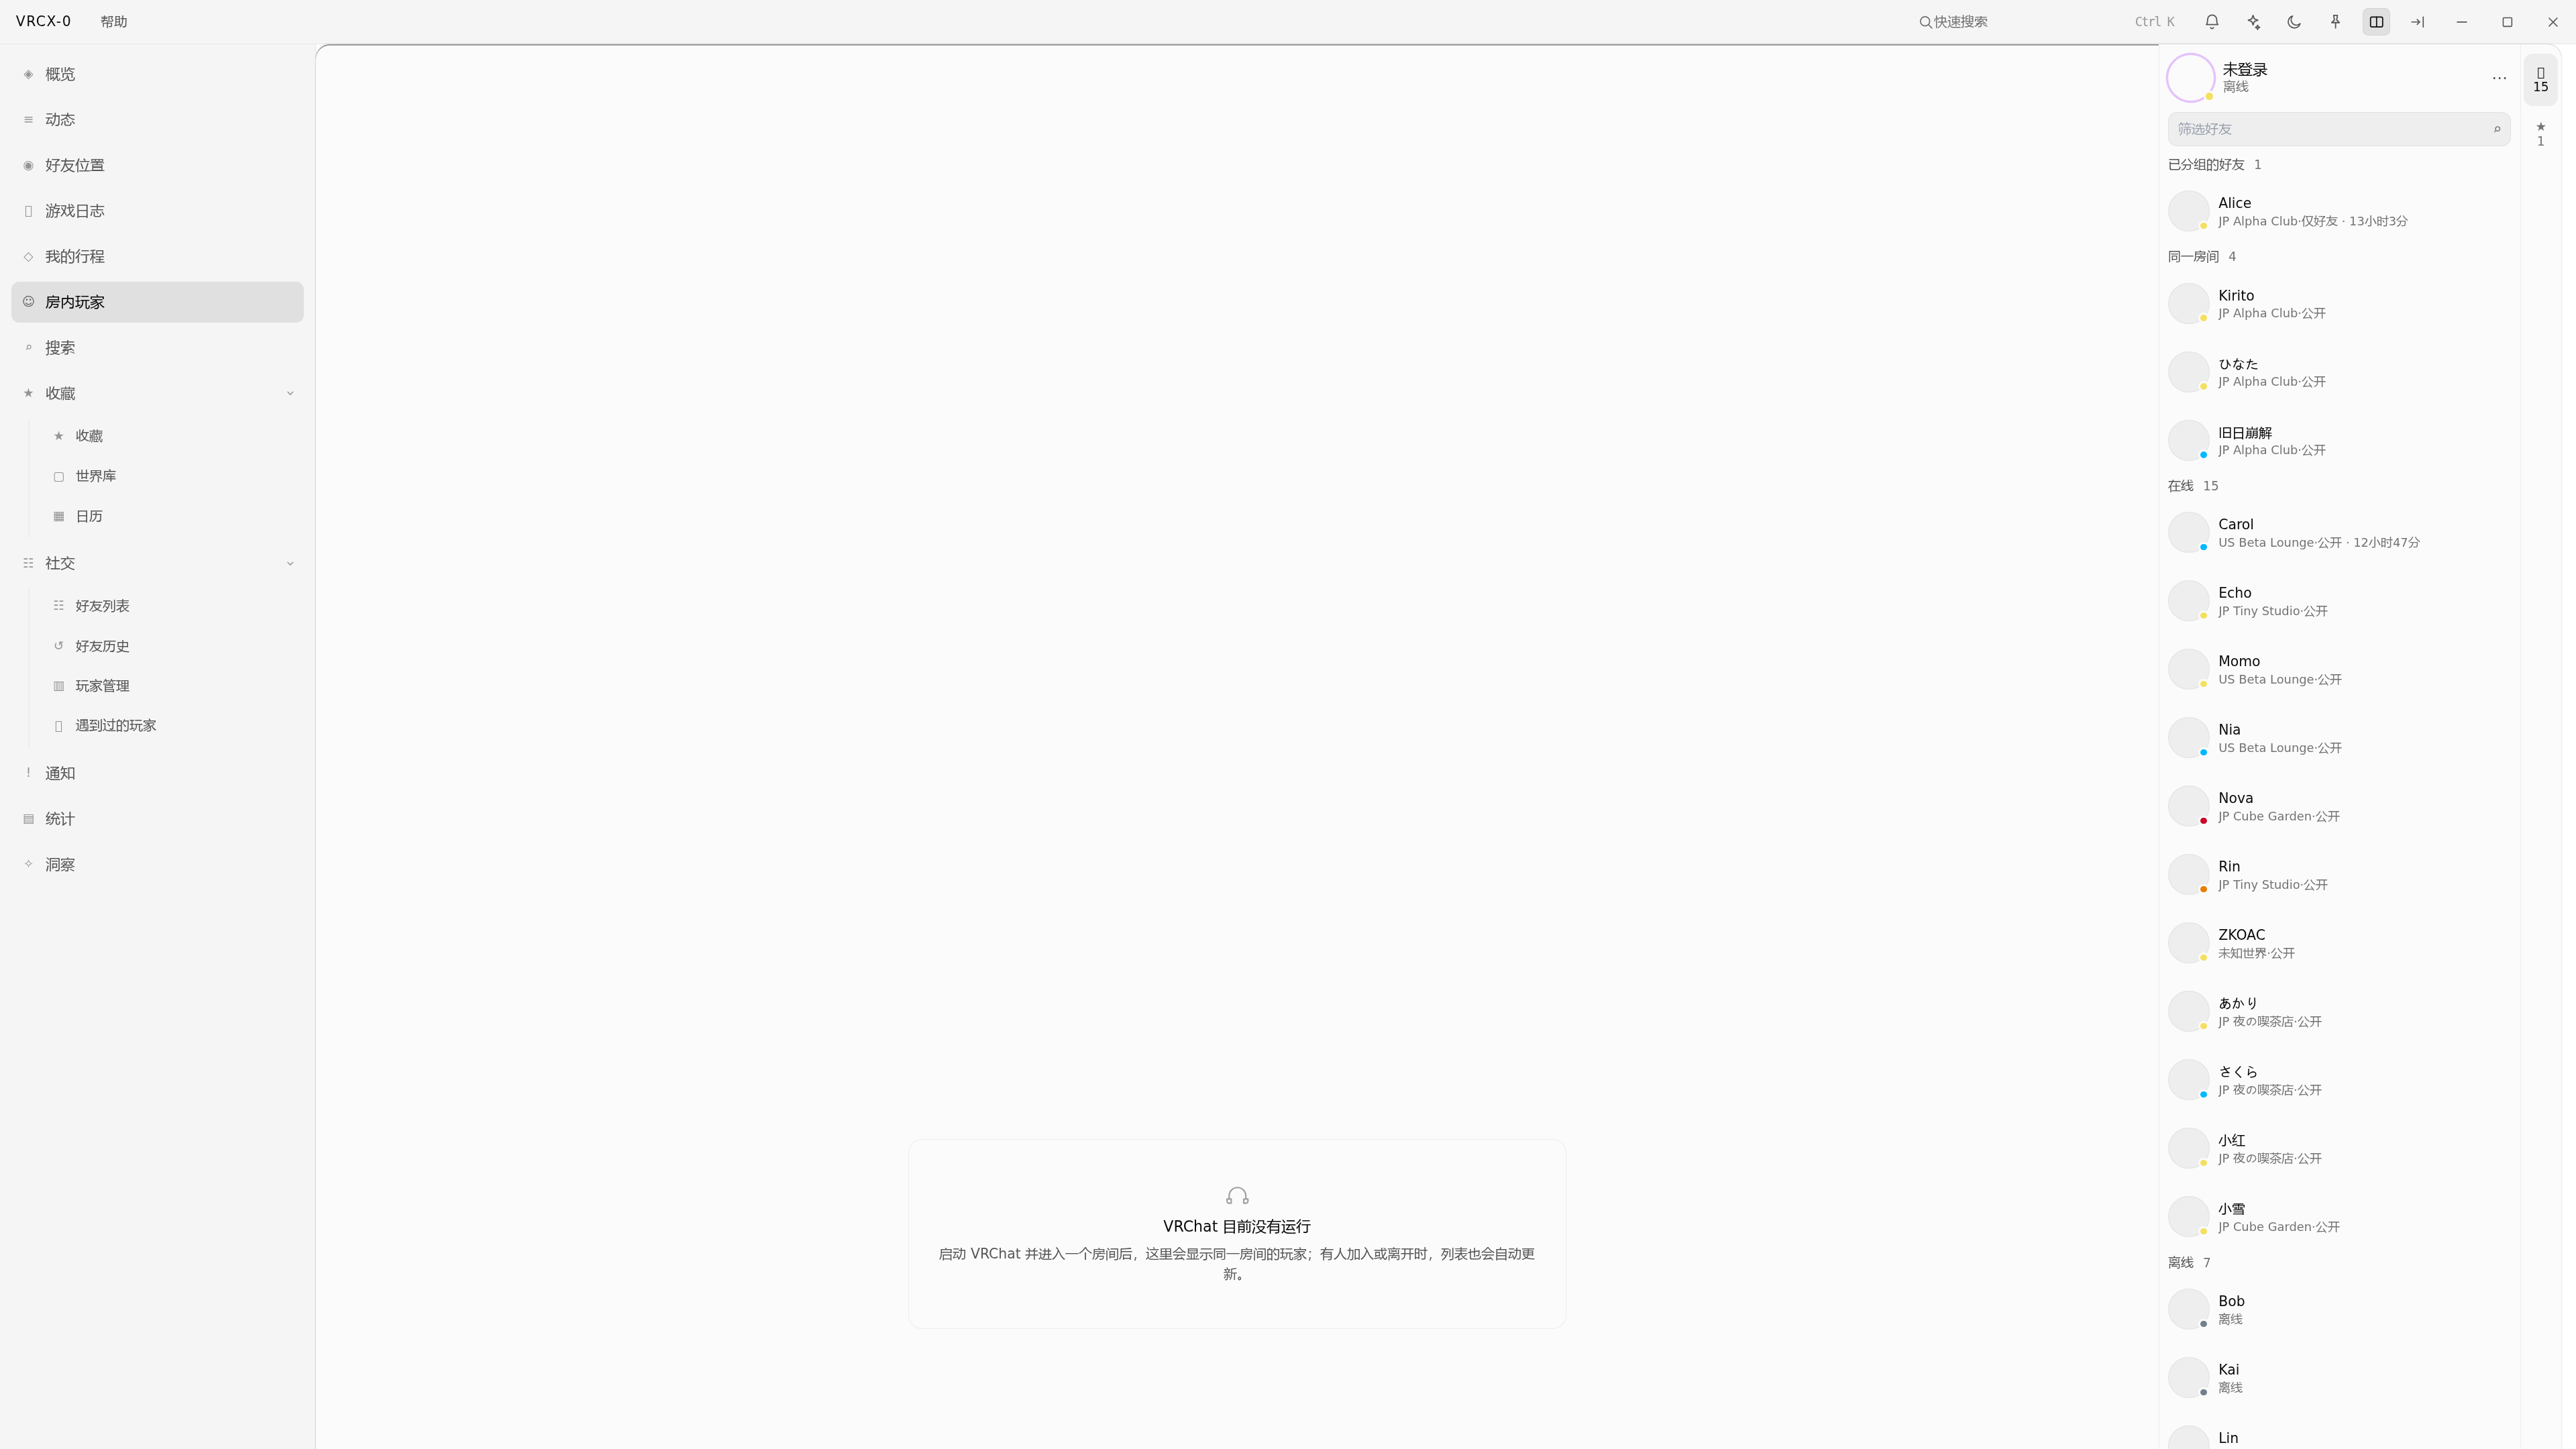 VRCX-0
帮助
快速搜索
Ctrl K
概览
动态
好友位置
游戏日志
我的行程
房内玩家
搜索
收藏
收藏
世界库
日历
社交
好友列表
好友历史
玩家管理
遇到过的玩家
通知
统计
洞察
VRChat 目前没有运行
启动 VRChat 并进入一个房间后，这里会显示同一房间的玩家；有人加入或离开时，列表也会自动更
新。
未登录
离线
筛选好友
已分组的好友 1
Alice
JP Alpha Club·仅好友 · 13小时3分
同一房间 4
Kirito
JP Alpha Club·公开
ひなた
JP Alpha Club·公开
旧日崩解
JP Alpha Club·公开
在线 15
Carol
US Beta Lounge·公开 · 12小时47分
Echo
JP Tiny Studio·公开
Momo
US Beta Lounge·公开
Nia
US Beta Lounge·公开
Nova
JP Cube Garden·公开
Rin
JP Tiny Studio·公开
ZKOAC
未知世界·公开
あかり
JP 夜の喫茶店·公开
さくら
JP 夜の喫茶店·公开
小红
JP 夜の喫茶店·公开
小雪
JP Cube Garden·公开
离线 7
Bob
离线
Kai
离线
Lin
15
1